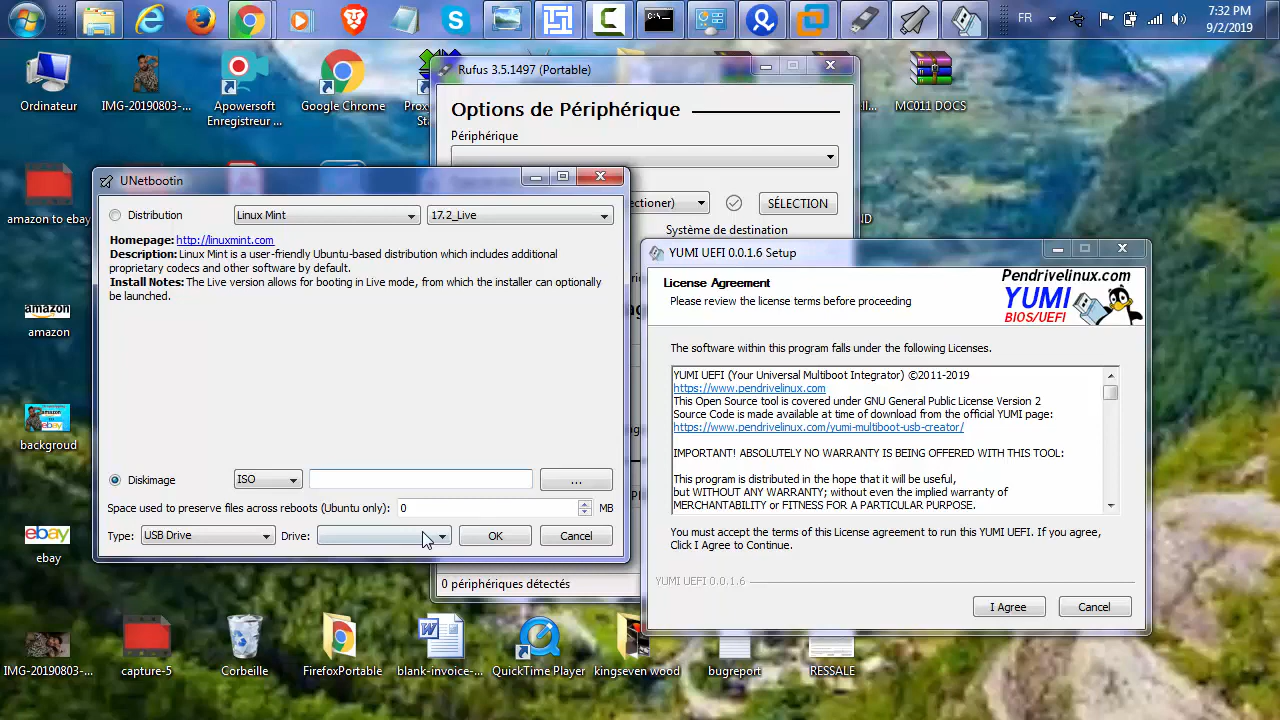 FR
7:32 PM
9/2/2019
Ordinateur
IMG-20190803-...
Apowersoft
Enregistreur ...
Google Chrome
Prox
Sta
MC011 DOCS
amazon to ebay
amazon
amazon
amazon
backgroud
ebay
ebay
Rufus 3.5.1497 (Portable)
Options de Périphérique
Périphérique
SÉLECTION
Système de destination
0 périphériques détectés
UNetbootin
Distribution
Linux Mint
17.2_Live
Homepage: http://linuxmint.com
Description: Linux Mint is a user-friendly Ubuntu-based distribution which includes additional
proprietary codecs and other software by default.
Install Notes: The Live version allows for booting in Live mode, from which the installer can optionally
be launched.
Diskimage
ISO
...
Space used to preserve files across reboots (Ubuntu only):
0
MB
Type:
USB Drive
Drive:
OK
Cancel
YUMI UEFI 0.0.1.6 Setup
License Agreement
Please review the license terms before proceeding
Pendrivelinux.com
YUMI
BIOS/UEFI
The software within this program falls under the following Licenses.
YUMI UEFI (Your Universal Multiboot Integrator) ©2011-2019
https://www.pendrivelinux.com
This Open Source tool is covered under GNU General Public License Version 2
Source Code is made available at time of download from the official YUMI page:
https://www.pendrivelinux.com/yumi-multiboot-usb-creator/
IMPORTANT! ABSOLUTELY NO WARRANTY IS BEING OFFERED WITH THIS TOOL:
This program is distributed in the hope that it will be useful,
but WITHOUT ANY WARRANTY; without even the implied warranty of
MERCHANTABILITY or FITNESS FOR A PARTICULAR PURPOSE.
You must accept the terms of this License agreement to run this YUMI UEFI. If you agree,
Click I Agree to Continue.
YUMI UEFI 0.0.1.6
I Agree
Cancel
IMG-20190803-...
capture-5
Corbeille
FirefoxPortable
blank-invoice-...
QuickTime Player
kingseven wood
bugreport
RESSALE